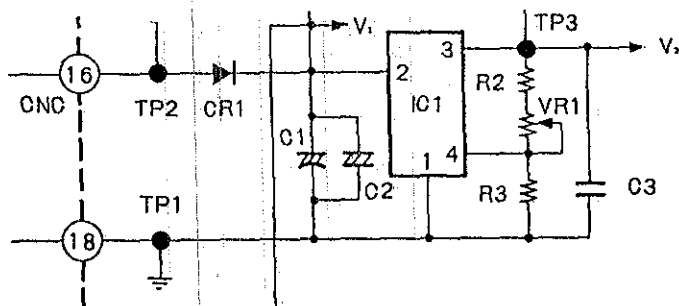 V₁
TP3
16
2
3
V₂
CNC
TP2
CR1
IC1
R2
VR1
C1
C2
1
4
TP1
R3
C3
18